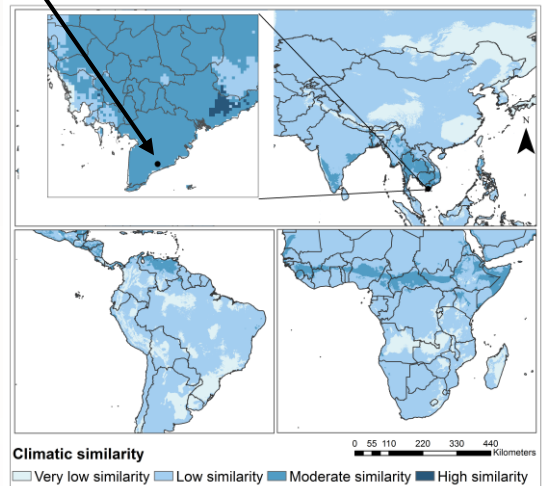 N
Climatic similarity
0 55 110 220 330 440
Kilometers
Very low similarity Low similarity Moderate similarity High similarity